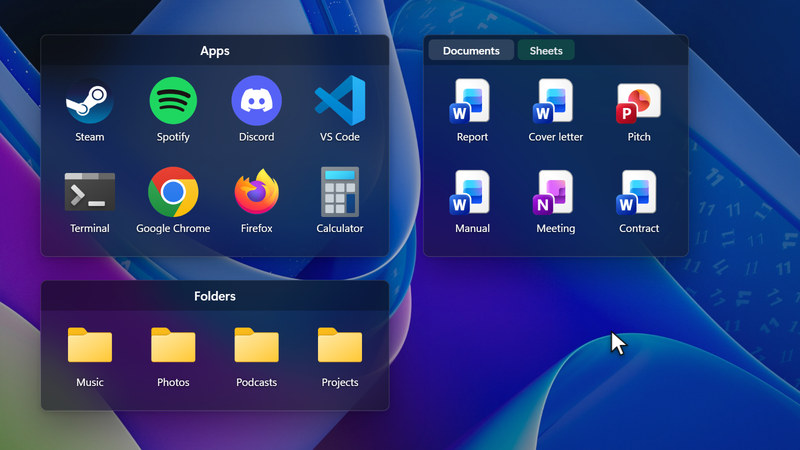 Apps
Steam
Spotify
Discord
VS Code
Terminal
Google Chrome
Firefox
Calculator
Documents
Sheets
W
W
P
Report
Cover letter
Pitch
W
N
W
Manual
Meeting
Contract
Folders
Music
Photos
Podcasts
Projects